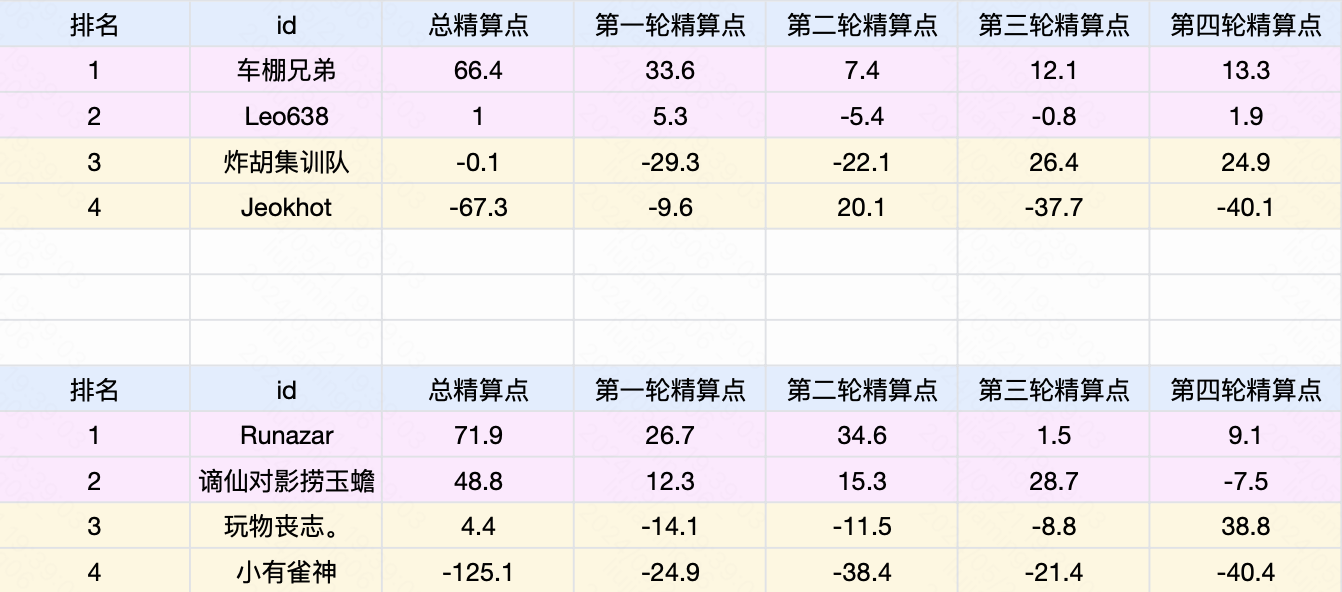 排名 id 总精算点 第一轮精算点 第二轮精算点 第三轮精算点 第四轮精算点
1 车棚兄弟 66.4 33.6 7.4 12.1 13.3
2 Leo638 1 5.3 -5.4 -0.8 1.9
3 炸胡集训队 -0.1 -29.3 -22.1 26.4 24.9
4 Jeokhot -67.3 -9.6 20.1 -37.7 -40.1
排名 id 总精算点 第一轮精算点 第二轮精算点 第三轮精算点 第四轮精算点
1 Runazar 71.9 26.7 34.6 1.5 9.1
2 谪仙对影捞玉蟾 48.8 12.3 15.3 28.7 -7.5
3 玩物丧志。 4.4 -14.1 -11.5 -8.8 38.8
4 小有雀神 -125.1 -24.9 -38.4 -21.4 -40.4